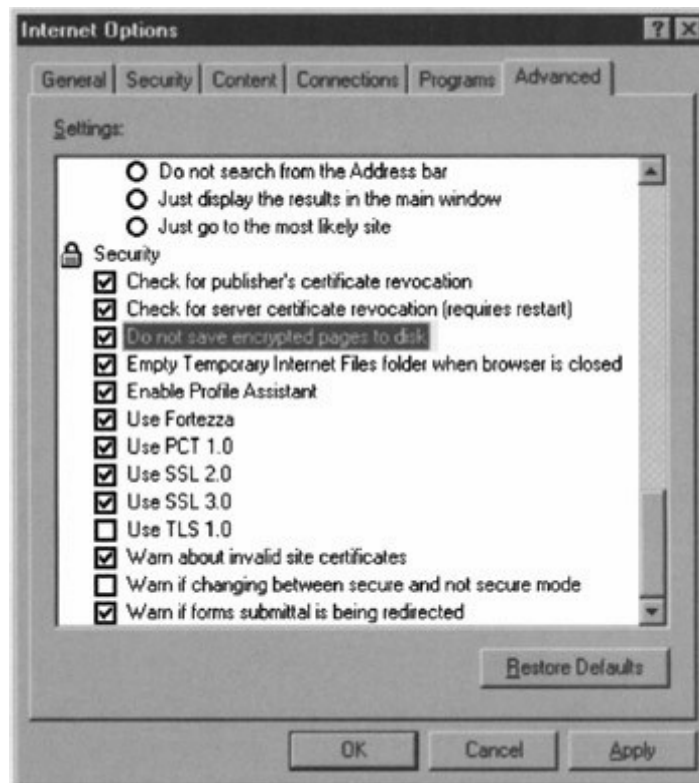 Internet Options
General Security Content Connections Programs Advanced
Settings:
Do not search from the Address bar
Just display the results in the main window
Just go to the most likely site
Security
Check for publisher's certificate revocation
Check for server certificate revocation (requires restart)
Do not save encrypted pages to disk
Empty Temporary Internet Files folder when browser is closed
Enable Profile Assistant
Use Fortezza
Use PCT 1.0
Use SSL 2.0
Use SSL 3.0
Use TLS 1.0
Warn about invalid site certificates
Warn if changing between secure and not secure mode
Warn if forms submittal is being redirected
Restore Defaults
OK Cancel Apply